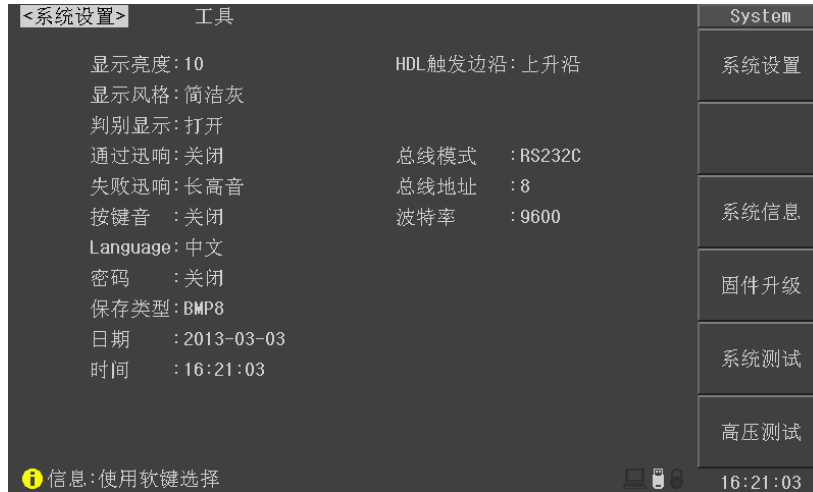 <系统设置> 工具 System
显示亮度:10 HDL触发边沿:上升沿 系统设置
显示风格:简洁灰
判别显示:打开
通过迅响:关闭 总线模式 :RS232C
失败迅响:长高音 总线地址 :8
按键音 :关闭 波特率 :9600 系统信息
Language:中文
密码 :关闭 固件升级
保存类型:BMP8
日期 :2013-03-03
时间 :16:21:03 系统测试
高压测试
信息:使用软键选择 16:21:03